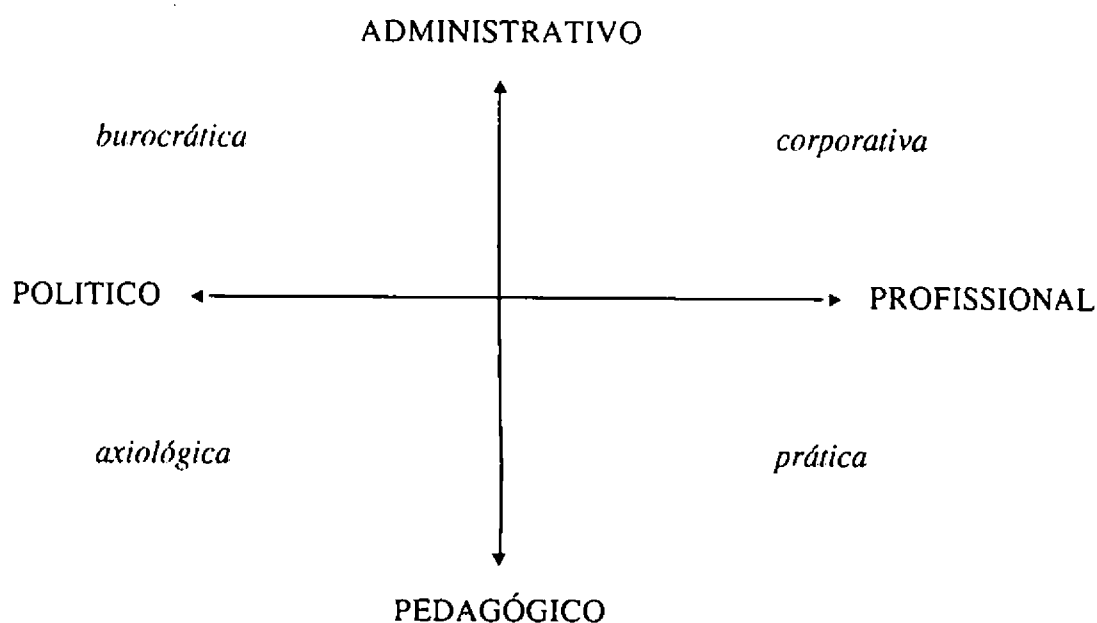 ADMINISTRATIVO
burocrática
corporativa
POLITICO
PROFISSIONAL
axiológica
prática
PEDAGÓGICO